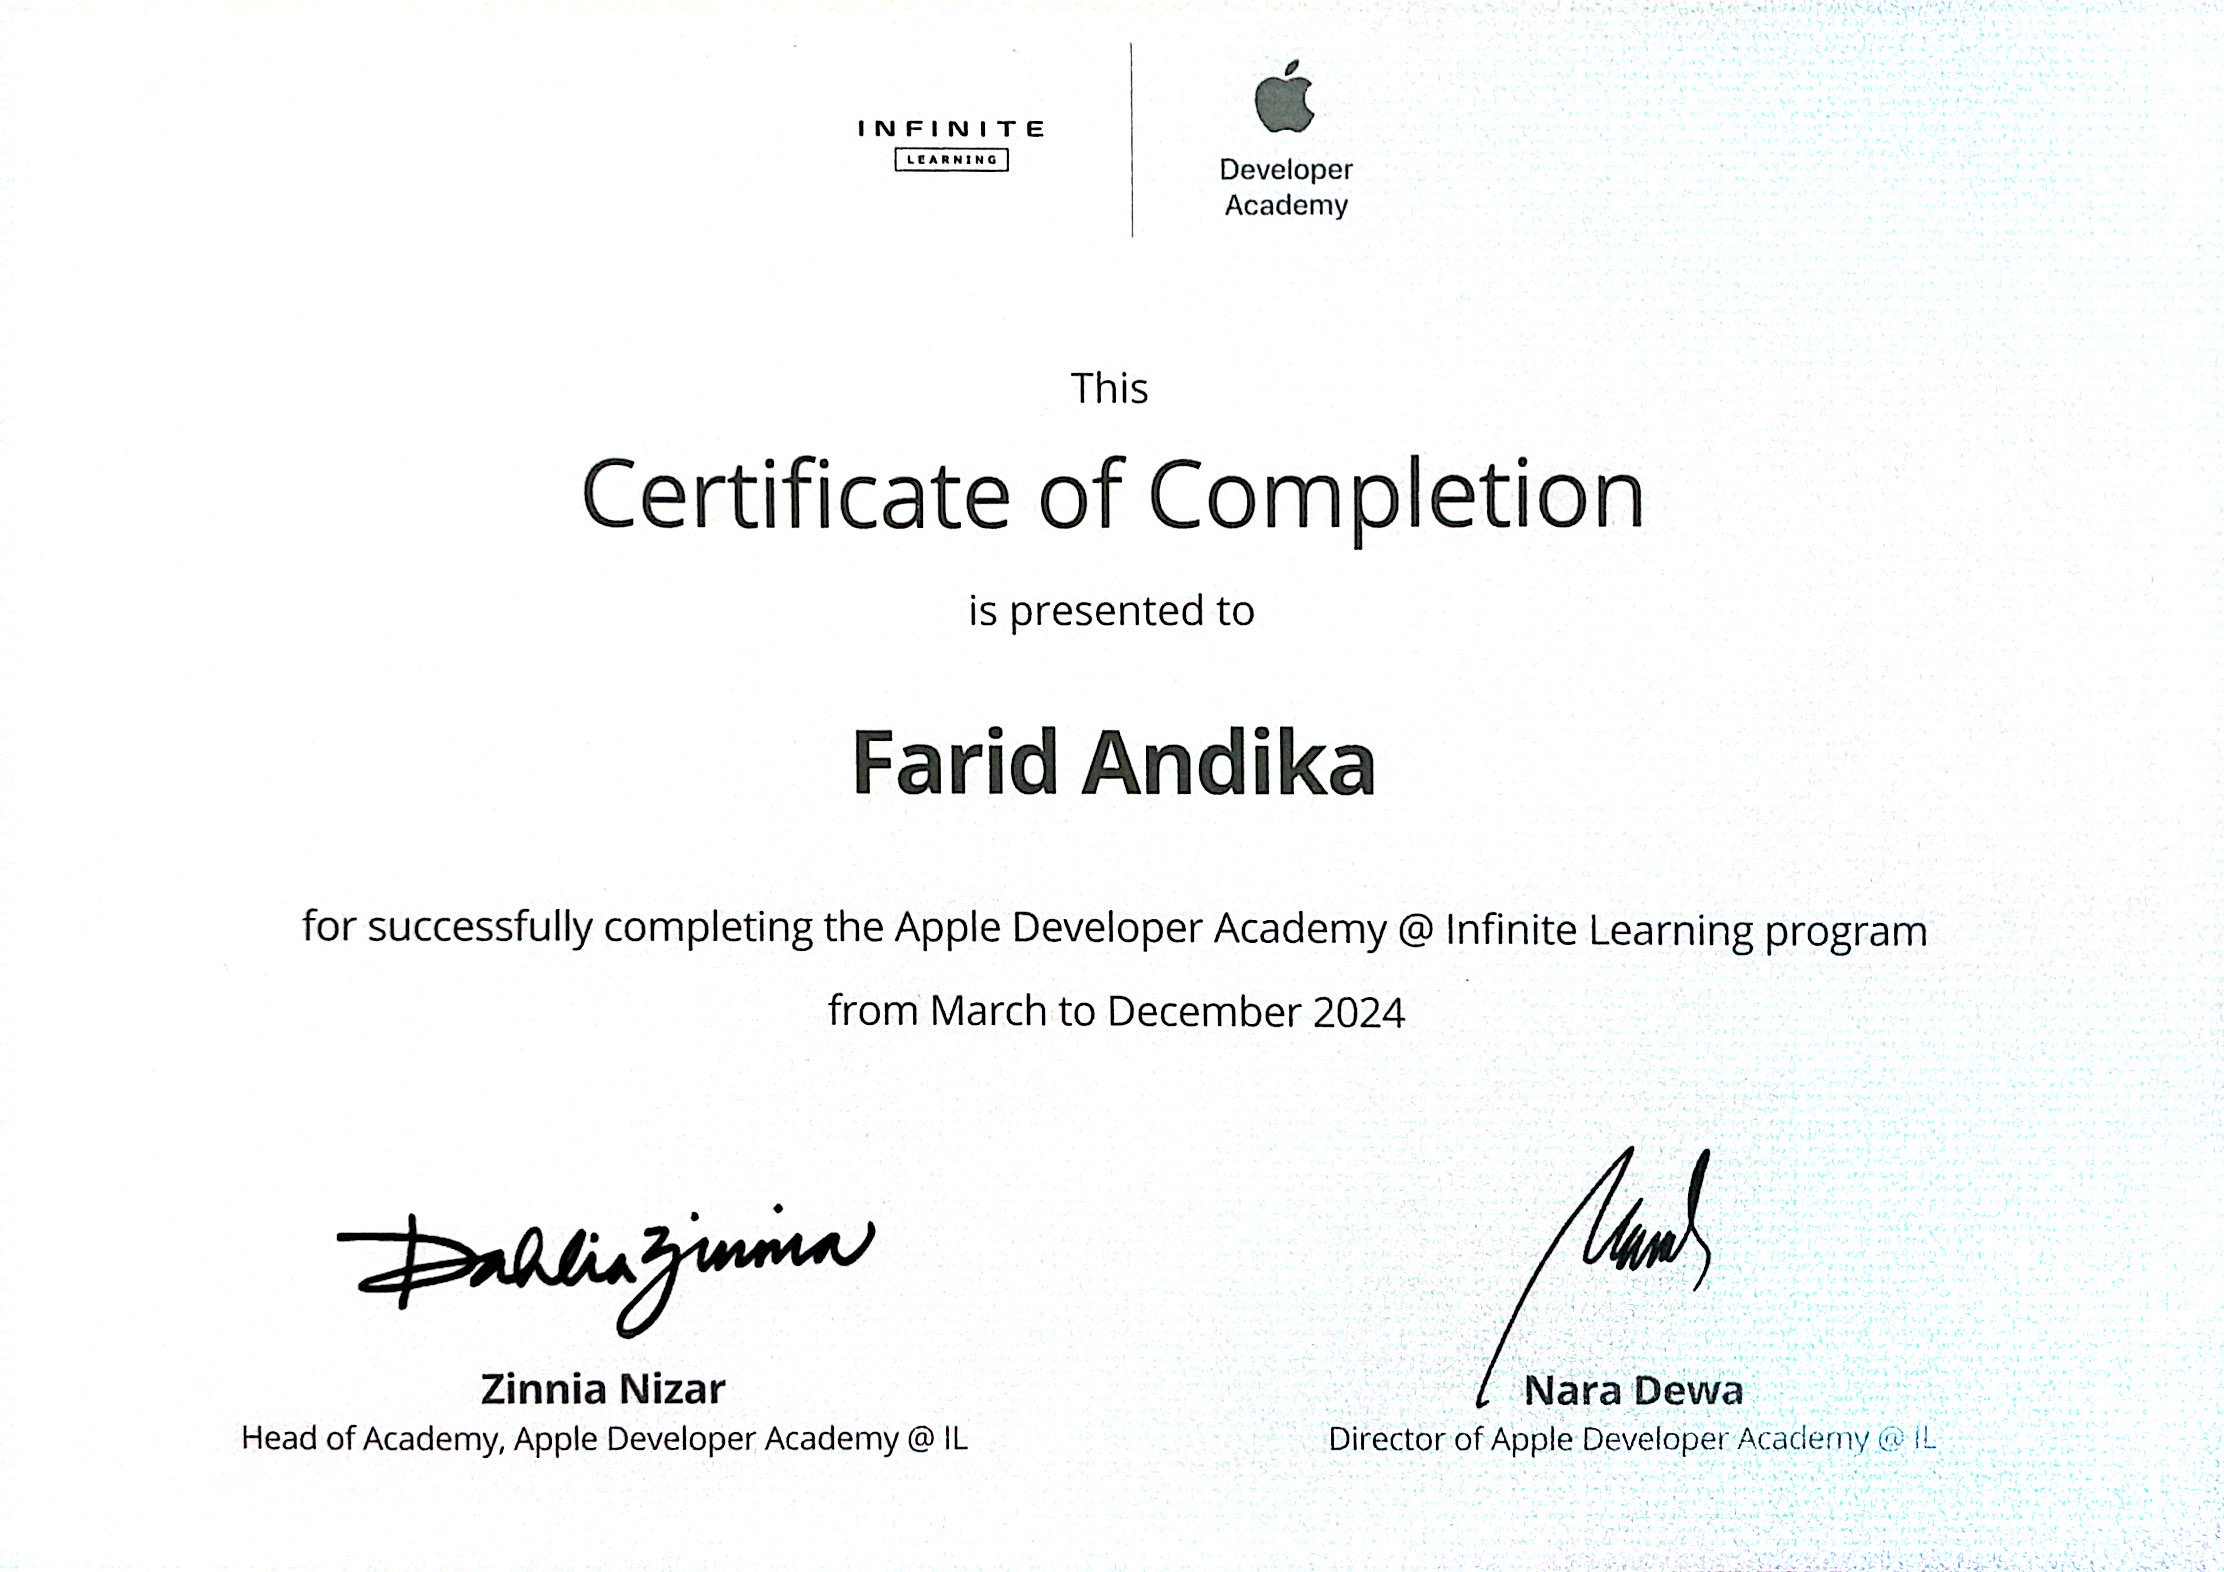 INFINITE
LEARNING
Developer
Academy
This
Certificate of Completion
is presented to
Farid Andika
for successfully completing the Apple Developer Academy @ Infinite Learning program
from March to December 2024
Dahlia Zinnia
Zinnia Nizar
Head of Academy, Apple Developer Academy @ IL
Nara Dewa
Director of Apple Developer Academy @ IL